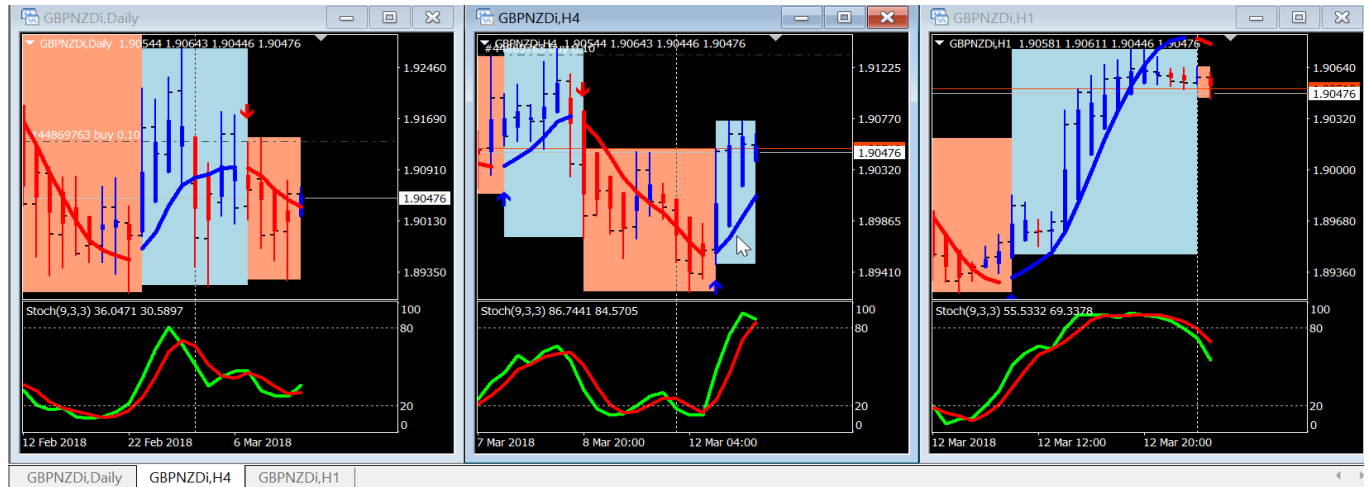 GBPNZDi,Daily
GBPNZDi,Daily 1.90544 1.90643 1.90446 1.90476
#44869763 buy 0.10
1.92460
1.91690
1.90910
1.90476
1.90130
1.89350
Stoch(9,3,3) 36.0471 30.5897
100
80
20
0
12 Feb 2018 22 Feb 2018 6 Mar 2018
GBPNZDi,H4
GBPNZDi,H4 1.90544 1.90643 1.90446 1.90476
#44869763 buy 0.10
1.91225
1.90770
1.90476
1.90320
1.89865
1.89410
Stoch(9,3,3) 86.7441 84.5705
100
80
20
0
7 Mar 2018 8 Mar 20:00 12 Mar 04:00
GBPNZDi,H1
GBPNZDi,H1 1.90581 1.90611 1.90446 1.90476
1.90640
1.90476
1.90320
1.90000
1.89680
1.89360
Stoch(9,3,3) 55.5332 69.3378
100
80
20
0
12 Mar 2018 12 Mar 12:00 12 Mar 20:00
GBPNZDi,Daily GBPNZDi,H4 GBPNZDi,H1